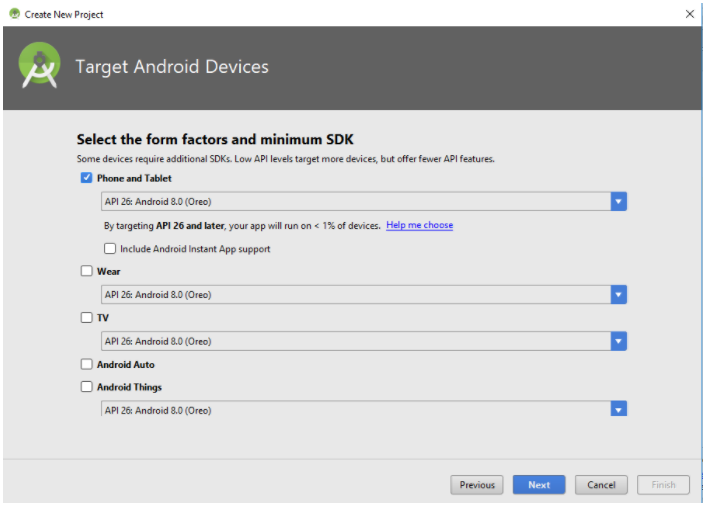 Create New Project
Target Android Devices
Select the form factors and minimum SDK
Some devices require additional SDKs. Low API levels target more devices, but offer fewer API features.
Phone and Tablet
API 26: Android 8.0 (Oreo)
By targeting API 26 and later, your app will run on < 1% of devices. Help me choose
Include Android Instant App support
Wear
API 26: Android 8.0 (Oreo)
TV
API 26: Android 8.0 (Oreo)
Android Auto
Android Things
API 26: Android 8.0 (Oreo)
Previous Next Cancel Finish